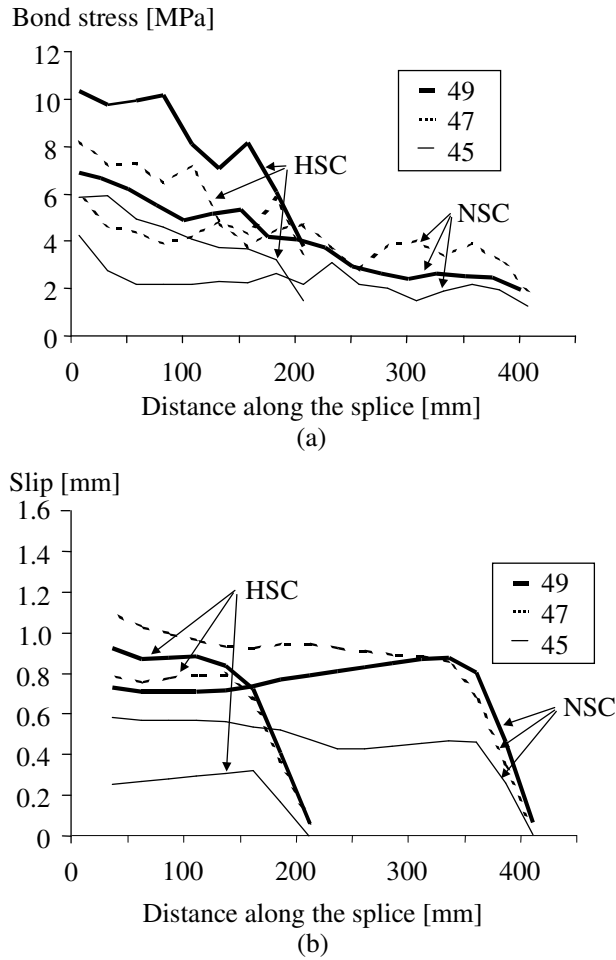 Bond stress [MPa]
12
10
8
6
4
2
0
49
47
45
HSC
NSC
0 100 200 300 400
Distance along the splice [mm]
(a)
Slip [mm]
1.6
1.4
1.2
1.0
0.8
0.6
0.4
0.2
0
HSC
49
47
45
NSC
0 100 200 300 400
Distance along the splice [mm]
(b)